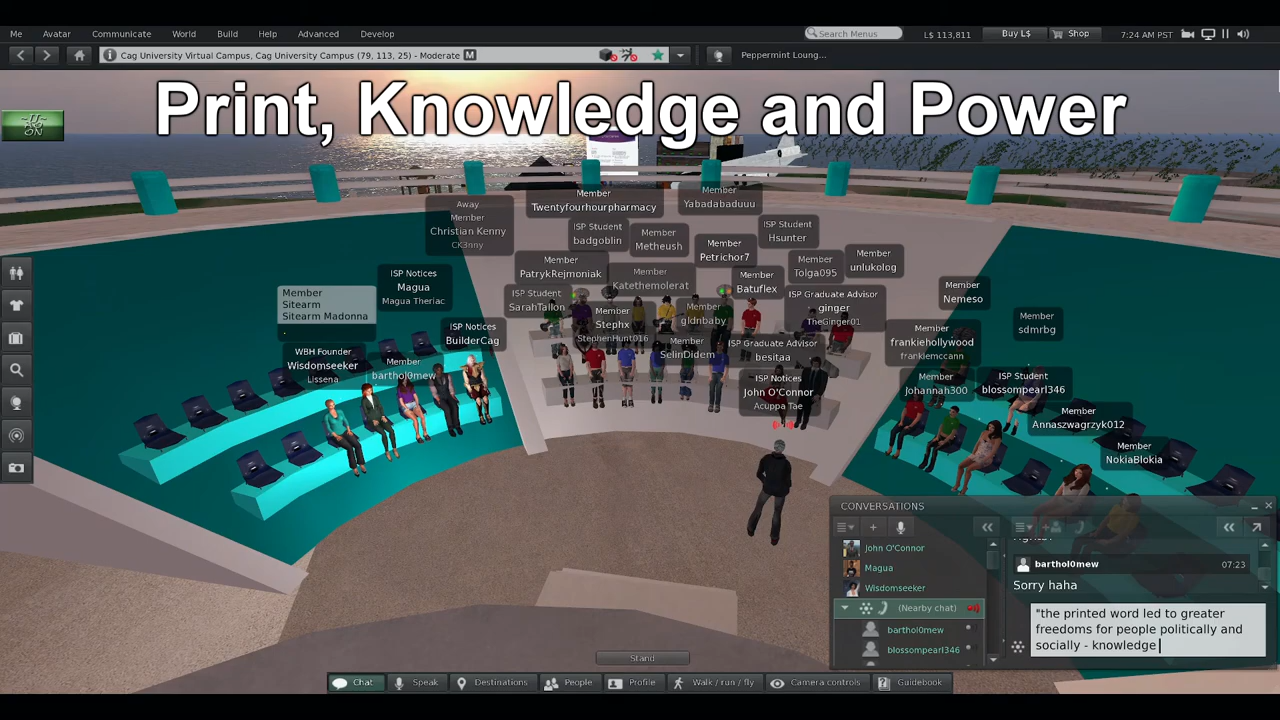 Me Avatar Communicate World Build Help Advanced Develop
Search Menus
L$ 113,811 Buy L$ Shop 7:24 AM PST
Cag University Virtual Campus, Cag University Campus (79, 113, 25) - Moderate M
Peppermint Loung...
Print, Knowledge and Power
ON
Away
Member
Christian Kenny
CK3nny
Member
Twentyfourhourpharmacy
Member
Yabadabaduuu
ISP Student
badgoblin
Member
Metheush
Member
Petrichor7
ISP Student
Hsunter
Member
PatrykRejmoniak
Member
Katethemolerat
Member
Batuflex
Member
Tolga095
Member
unlukolog
ISP Notices
Magua
Magua Theriac
Member
Sitearm
Sitearm Madonna
ISP Student
SarahTallon
Member
Stephx
StephenHunt016
Member
gldnbaby
ISP Graduate Advisor
ginger
TheGinger01
Member
Nemeso
Member
sdmrbg
ISP Notices
BuilderCag
WBH Founder
Wisdomseeker
Lissena
Member
barthol0mew
Member
SelinDidem
ISP Graduate Advisor
besitaa
Member
frankiehollywood
frankiemccann
ISP Notices
John O'Connor
Acuppa Tae
Member
Johannah300
ISP Student
blossompearl346
Member
Annaszwagrzyk012
Member
NokiaBlokia
CONVERSATIONS
John O'Connor
Magua
Wisdomseeker
(Nearby chat)
barthol0mew
blossompearl346
barthol0mew 07:23
Sorry haha
"the printed word led to greater
freedoms for people politically and
socially - knowledge
Stand
Chat Speak Destinations People Profile Walk / run / fly Camera controls Guidebook